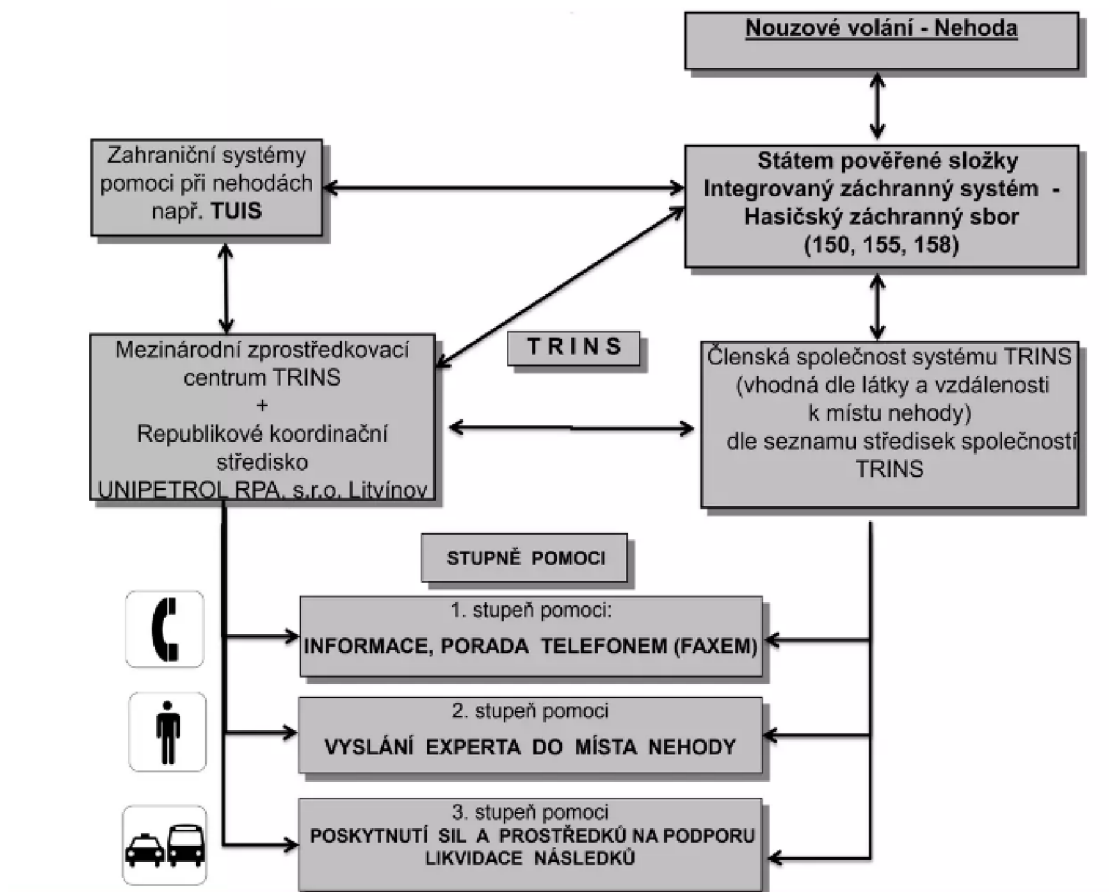 Nouzové volání - Nehoda
Zahraniční systémy
pomoci při nehodách
např. TUIS
Státem pověřené složky
Integrovaný záchranný systém -
Hasičský záchranný sbor
(150, 155, 158)
Mezinárodní zprostředkovací
centrum TRINS
+
Republikové koordinační
středisko
UNIPETROL RPA, s.r.o. Litvínov
T R I N S
Členská společnost systému TRINS
(vhodná dle látky a vzdálenosti
k místu nehody)
dle seznamu středisek společností
TRINS
STUPNĚ POMOCI
1. stupeň pomoci:
INFORMACE, PORADA TELEFONEM (FAXEM)
2. stupeň pomoci
VYSLÁNÍ EXPERTA DO MÍSTA NEHODY
3. stupeň pomoci
POSKYTNUTÍ SIL A PROSTŘEDKŮ NA PODPORU
LIKVIDACE NÁSLEDKŮ